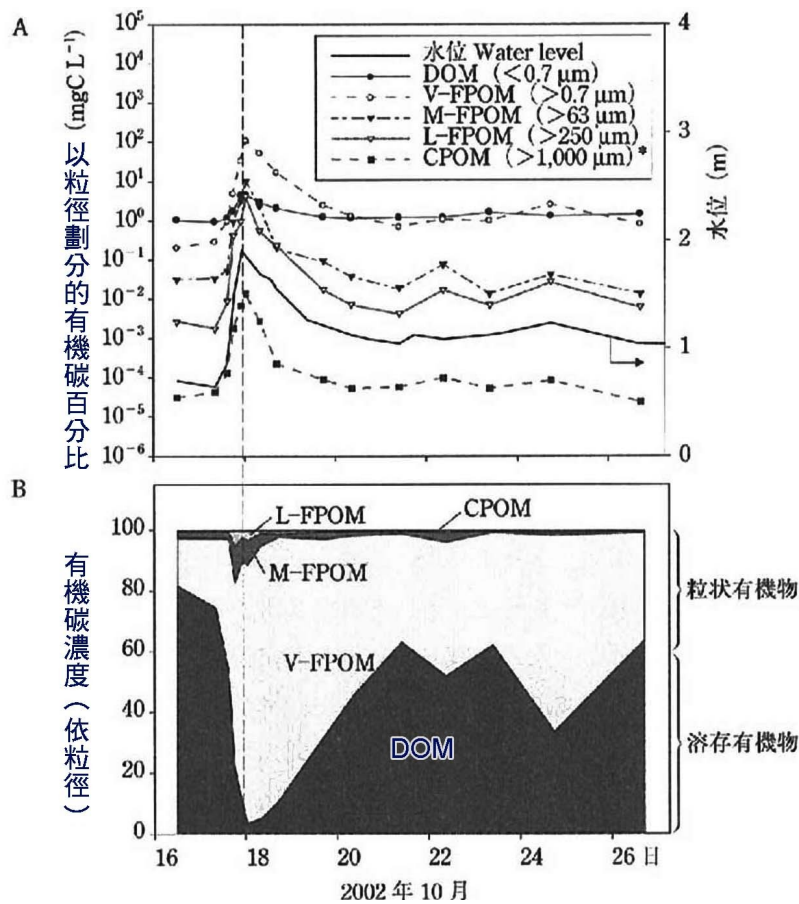 A
10⁵
10⁴
10³
10²
10¹
10⁰
10⁻¹
10⁻²
10⁻³
10⁻⁴
10⁻⁵
10⁻⁶
以粒徑劃分的有機碳百分比 (mgC L⁻¹)
水位 Water level
DOM (<0.7 μm)
V-FPOM (>0.7 μm)
M-FPOM (>63 μm)
L-FPOM (>250 μm)
CPOM (>1,000 μm)*
4
3
2
1
0
水位 (m)
B
100
80
60
40
20
0
有機碳濃度（依粒徑）
L-FPOM
CPOM
M-FPOM
V-FPOM
DOM
粒状有機物
溶存有機物
16 18 20 22 24 26 日
2002 年 10 月